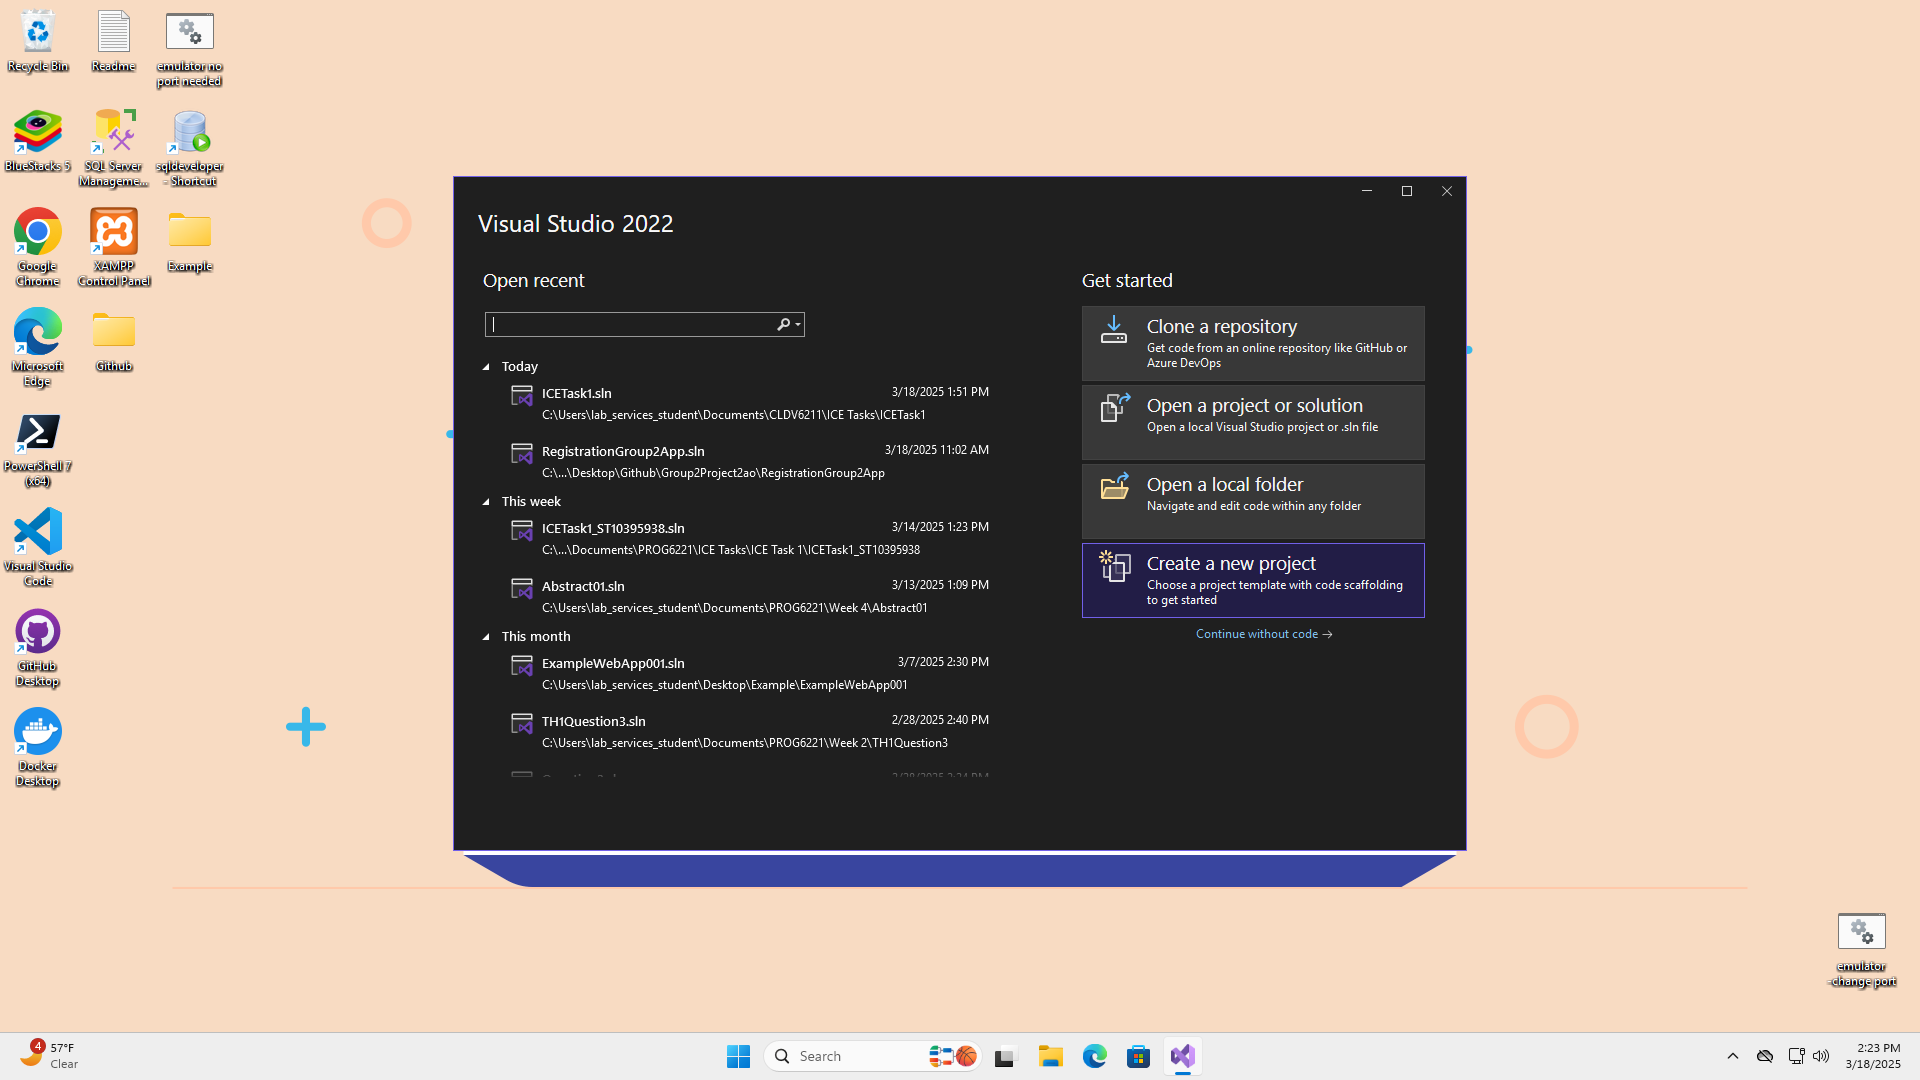 Recycle Bin
Readme
emulator no
port needed
BlueStacks 5
SQL Server
Manageme...
sqldeveloper
- Shortcut
Google
Chrome
XAMPP
Control Panel
Example
Microsoft
Edge
Github
PowerShell 7
(x64)
Visual Studio
Code
GitHub
Desktop
Docker
Desktop
Visual Studio 2022
Open recent
Today
ICETask1.sln
3/18/2025 1:51 PM
C:\Users\lab_services_student\Documents\CLDV6211\ICE Tasks\ICETask1
RegistrationGroup2App.sln
3/18/2025 11:02 AM
C:\...\Desktop\Github\Group2Project2ao\RegistrationGroup2App
This week
ICETask1_ST10395938.sln
3/14/2025 1:23 PM
C:\...\Documents\PROG6221\ICE Tasks\ICE Task 1\ICETask1_ST10395938
Abstract01.sln
3/13/2025 1:09 PM
C:\Users\lab_services_student\Documents\PROG6221\Week 4\Abstract01
This month
ExampleWebApp001.sln
3/7/2025 2:30 PM
C:\Users\lab_services_student\Desktop\Example\ExampleWebApp001
TH1Question3.sln
2/28/2025 2:40 PM
C:\Users\lab_services_student\Documents\PROG6221\Week 2\TH1Question3
Get started
Clone a repository
Get code from an online repository like GitHub or
Azure DevOps
Open a project or solution
Open a local Visual Studio project or .sln file
Open a local folder
Navigate and edit code within any folder
Create a new project
Choose a project template with code scaffolding
to get started
Continue without code →
emulator
-change port
4
57°F
Clear
Search
2:23 PM
3/18/2025